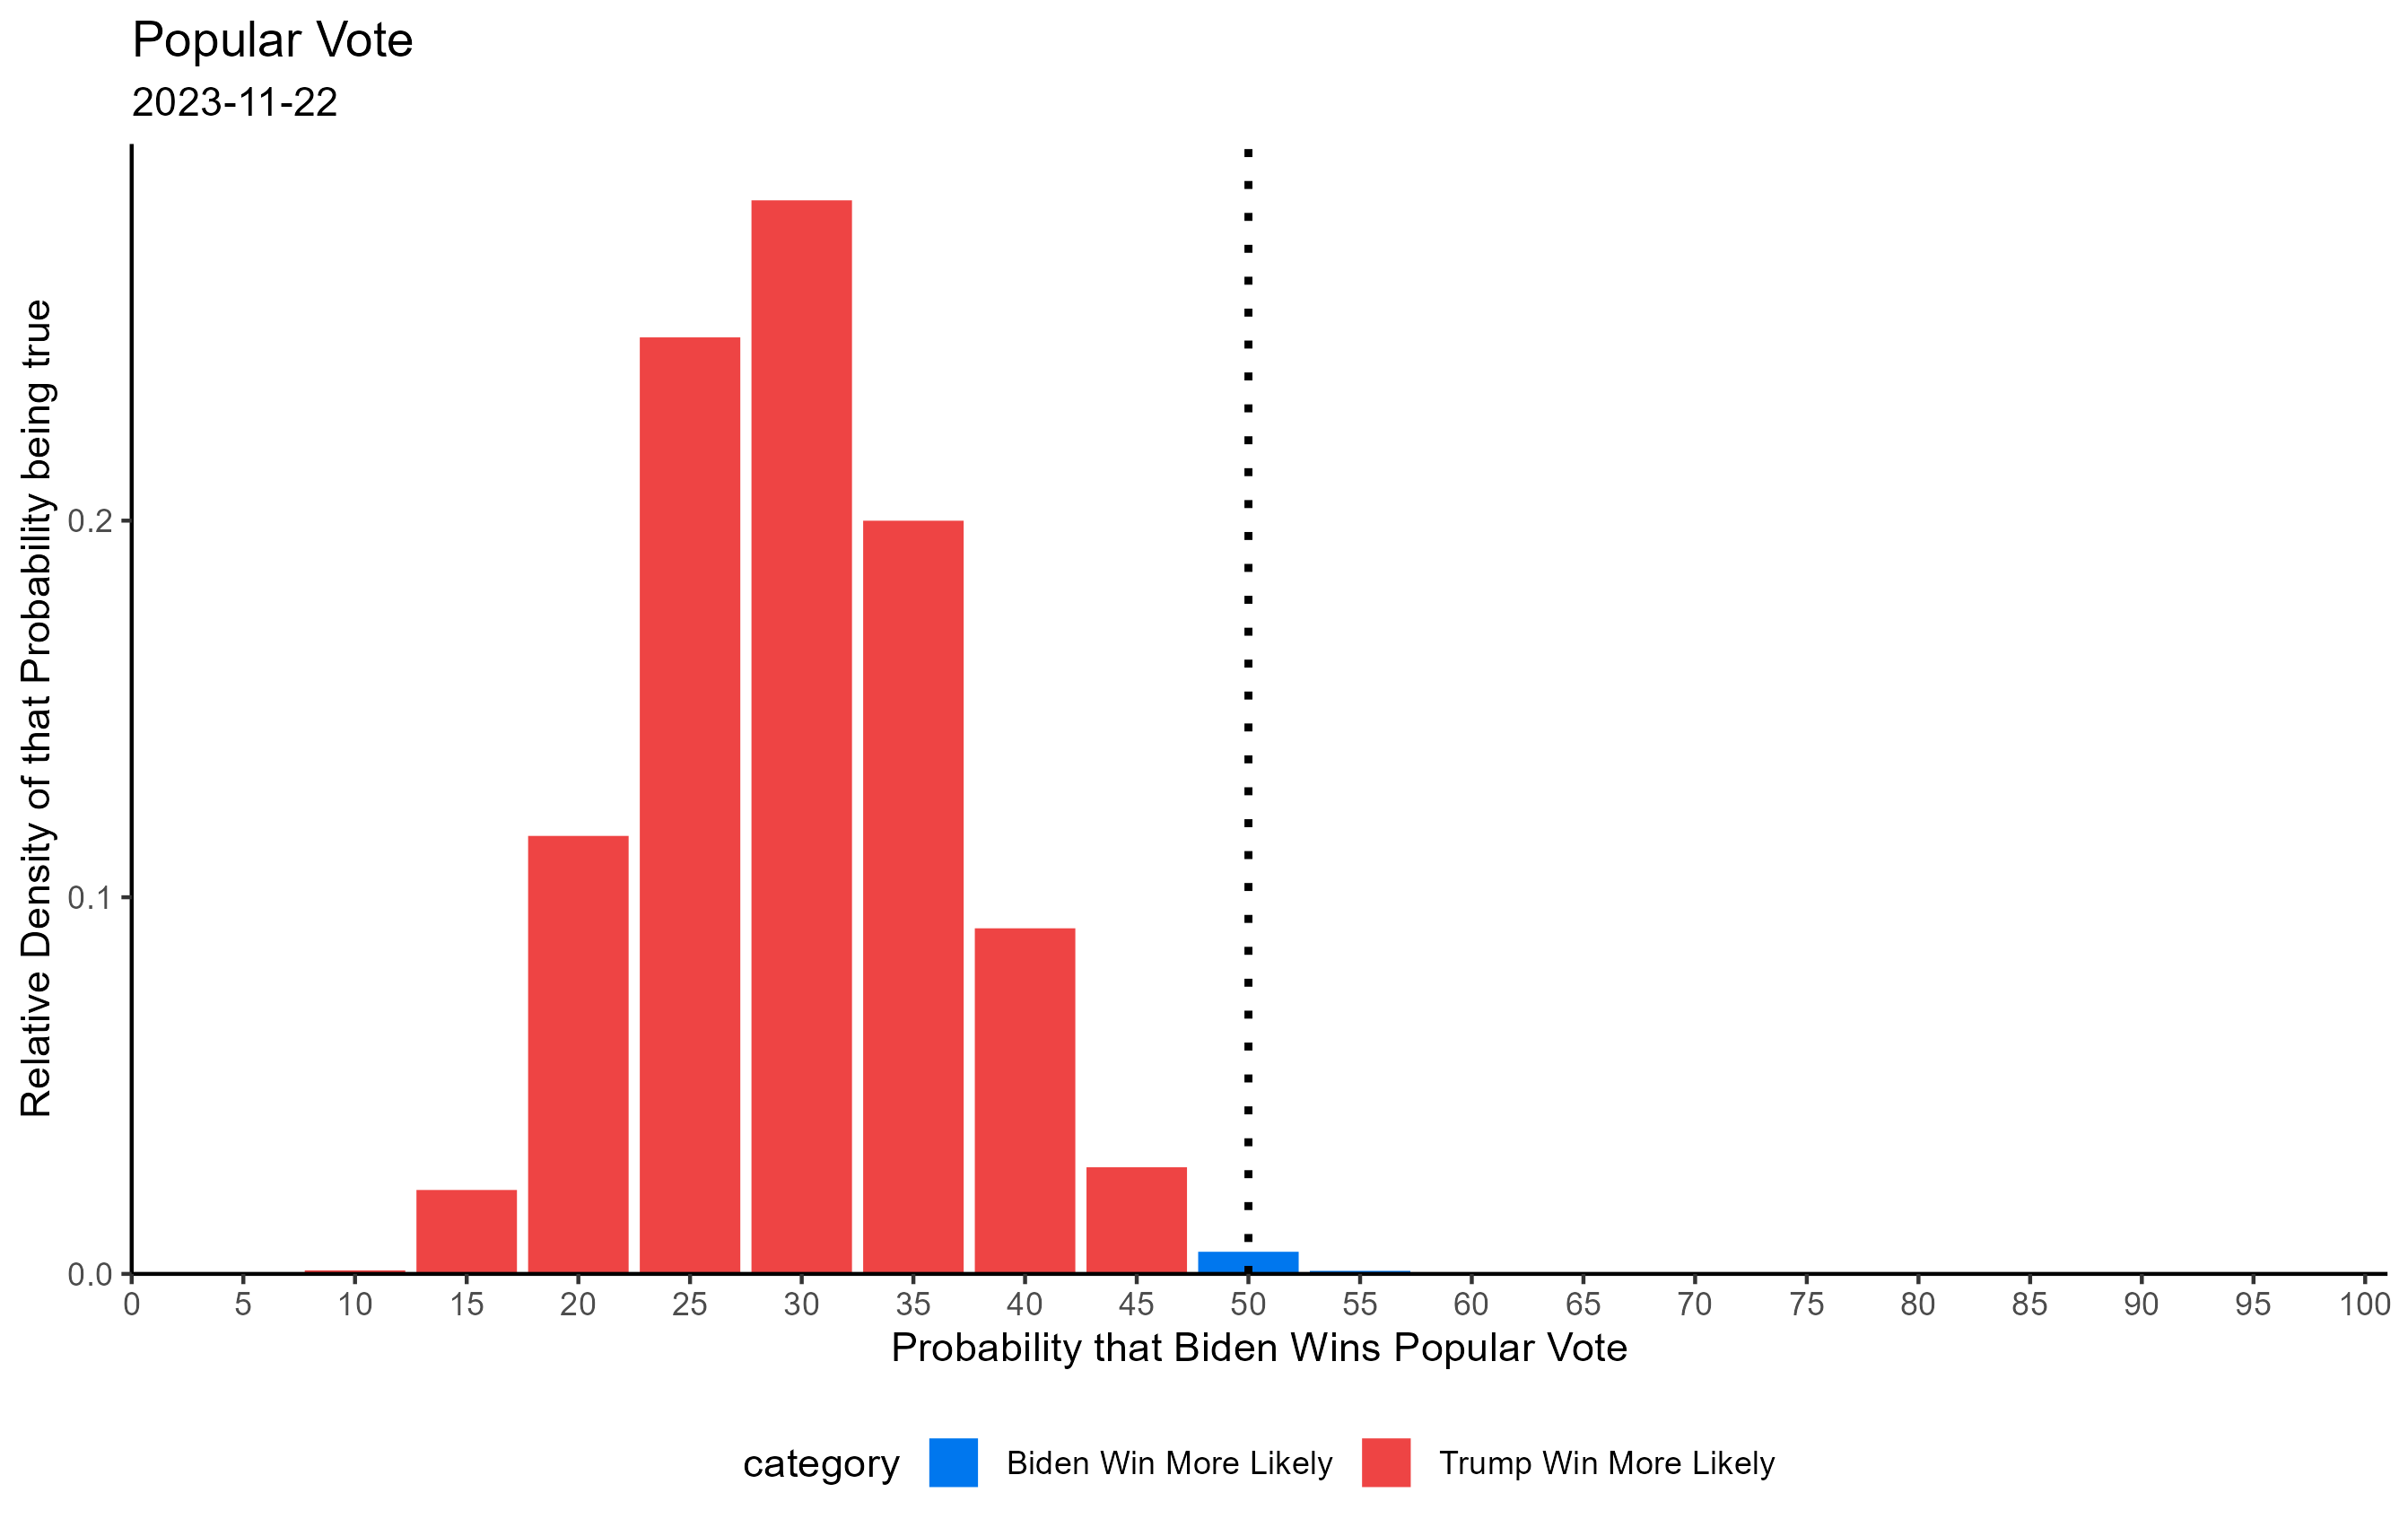 Popular Vote
2023-11-22
Relative Density of that Probability being true
0.2
0.1
0.0
0 5 10 15 20 25 30 35 40 45 50 55 60 65 70 75 80 85 90 95 100
Probability that Biden Wins Popular Vote
category Biden Win More Likely Trump Win More Likely